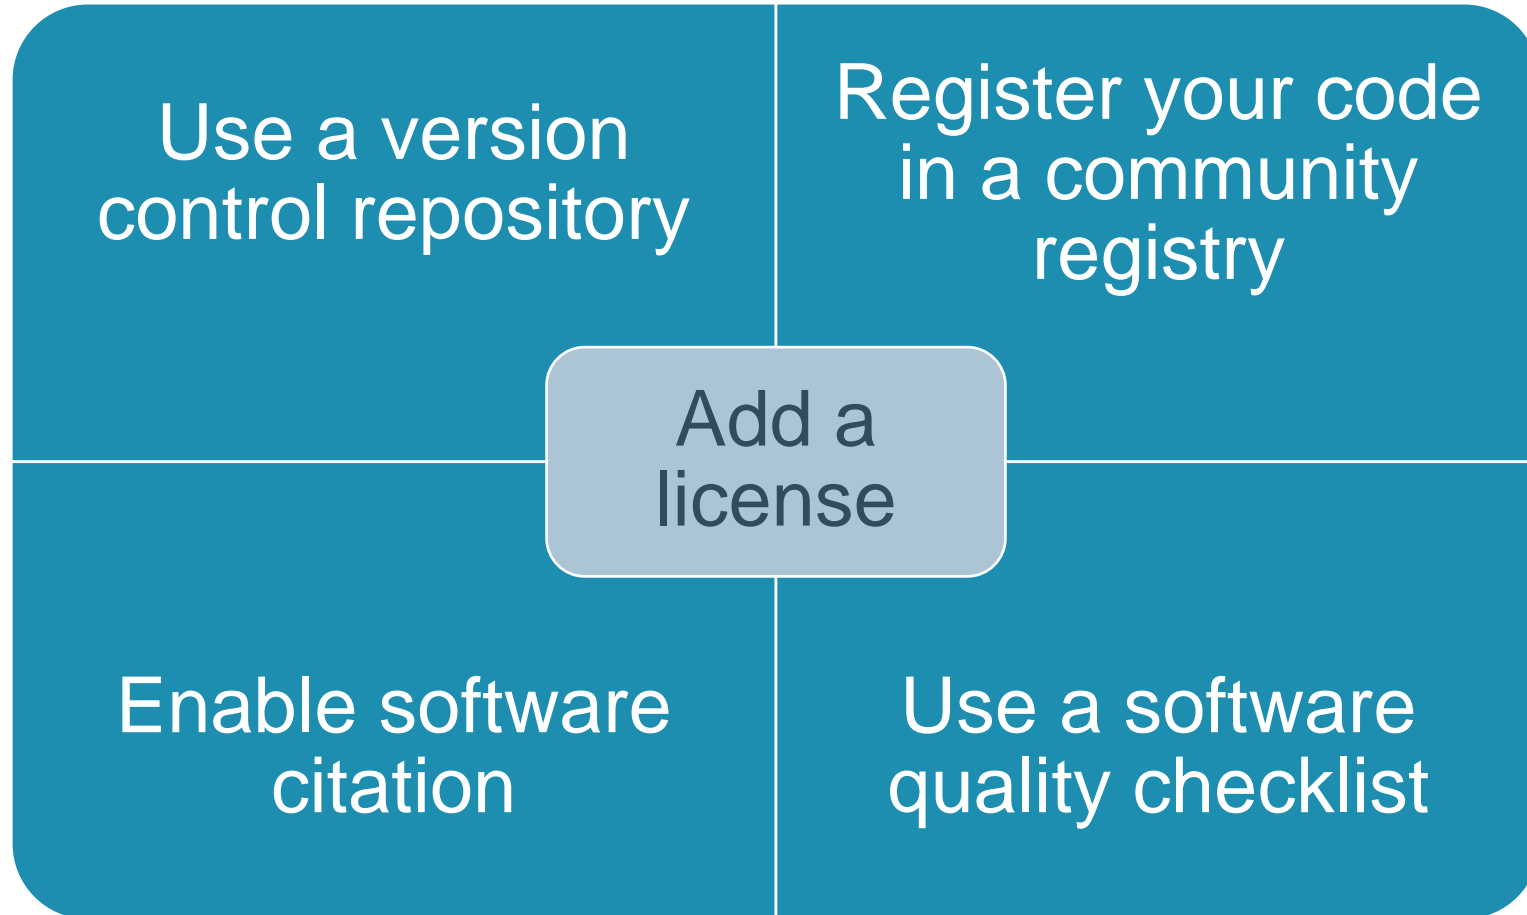 Use a version
control repository
Register your code
in a community
registry
Add a
license
Enable software
citation
Use a software
quality checklist